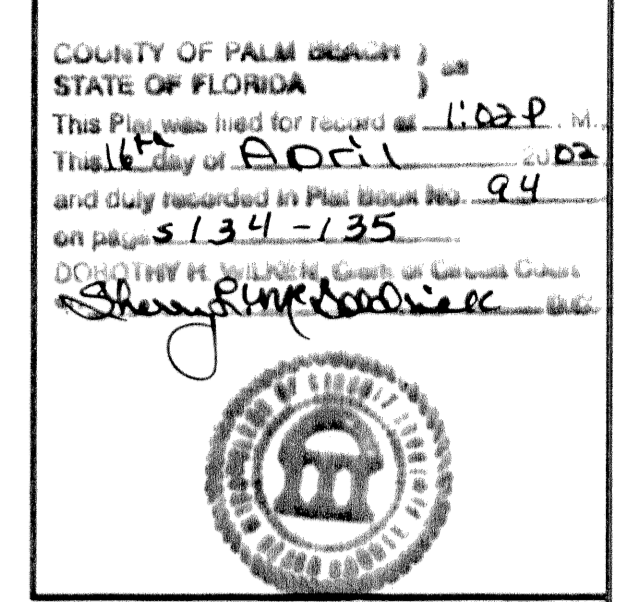 COUNTY OF PALM BEACH )
STATE OF FLORIDA )
This Plat was filed for record at 1:02 P. M.
This 16th day of April 2002
and duly recorded in Plat Book No. 94
on pages 134-135
DOROTHY H. WILKEN, Clerk of Circuit Court
D.C.